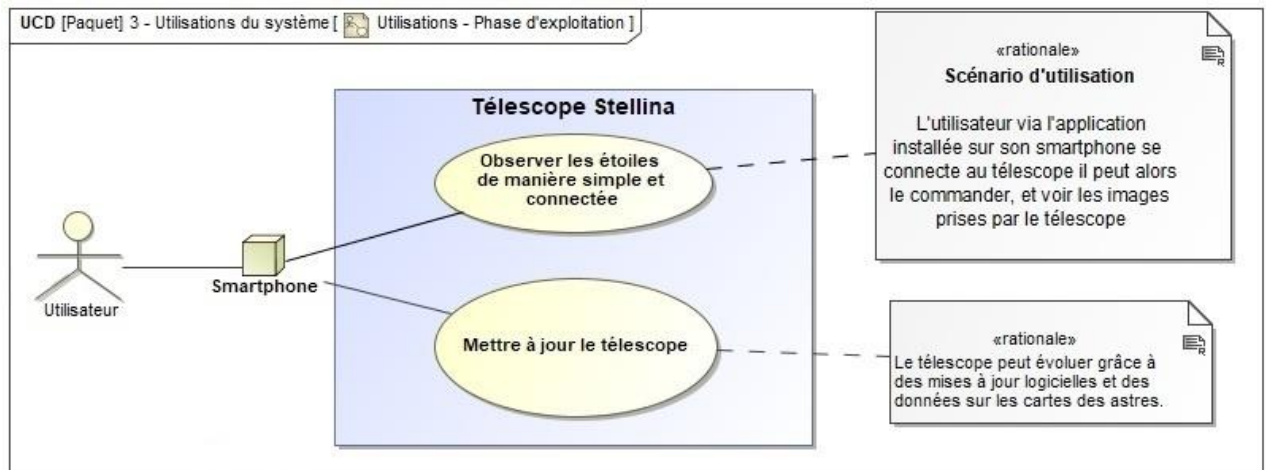 UCD [Paquet] 3 - Utilisations du système [ Utilisations - Phase d'exploitation ]
«rationale»
Scénario d'utilisation
L'utilisateur via l'application
installée sur son smartphone se
connecte au télescope il peut alors
le commander, et voir les images
prises par le télescope
Télescope Stellina
Observer les étoiles
de manière simple et
connectée
Smartphone
Utilisateur
Mettre à jour le télescope
«rationale»
Le télescope peut évoluer grâce à
des mises à jour logicielles et des
données sur les cartes des astres.